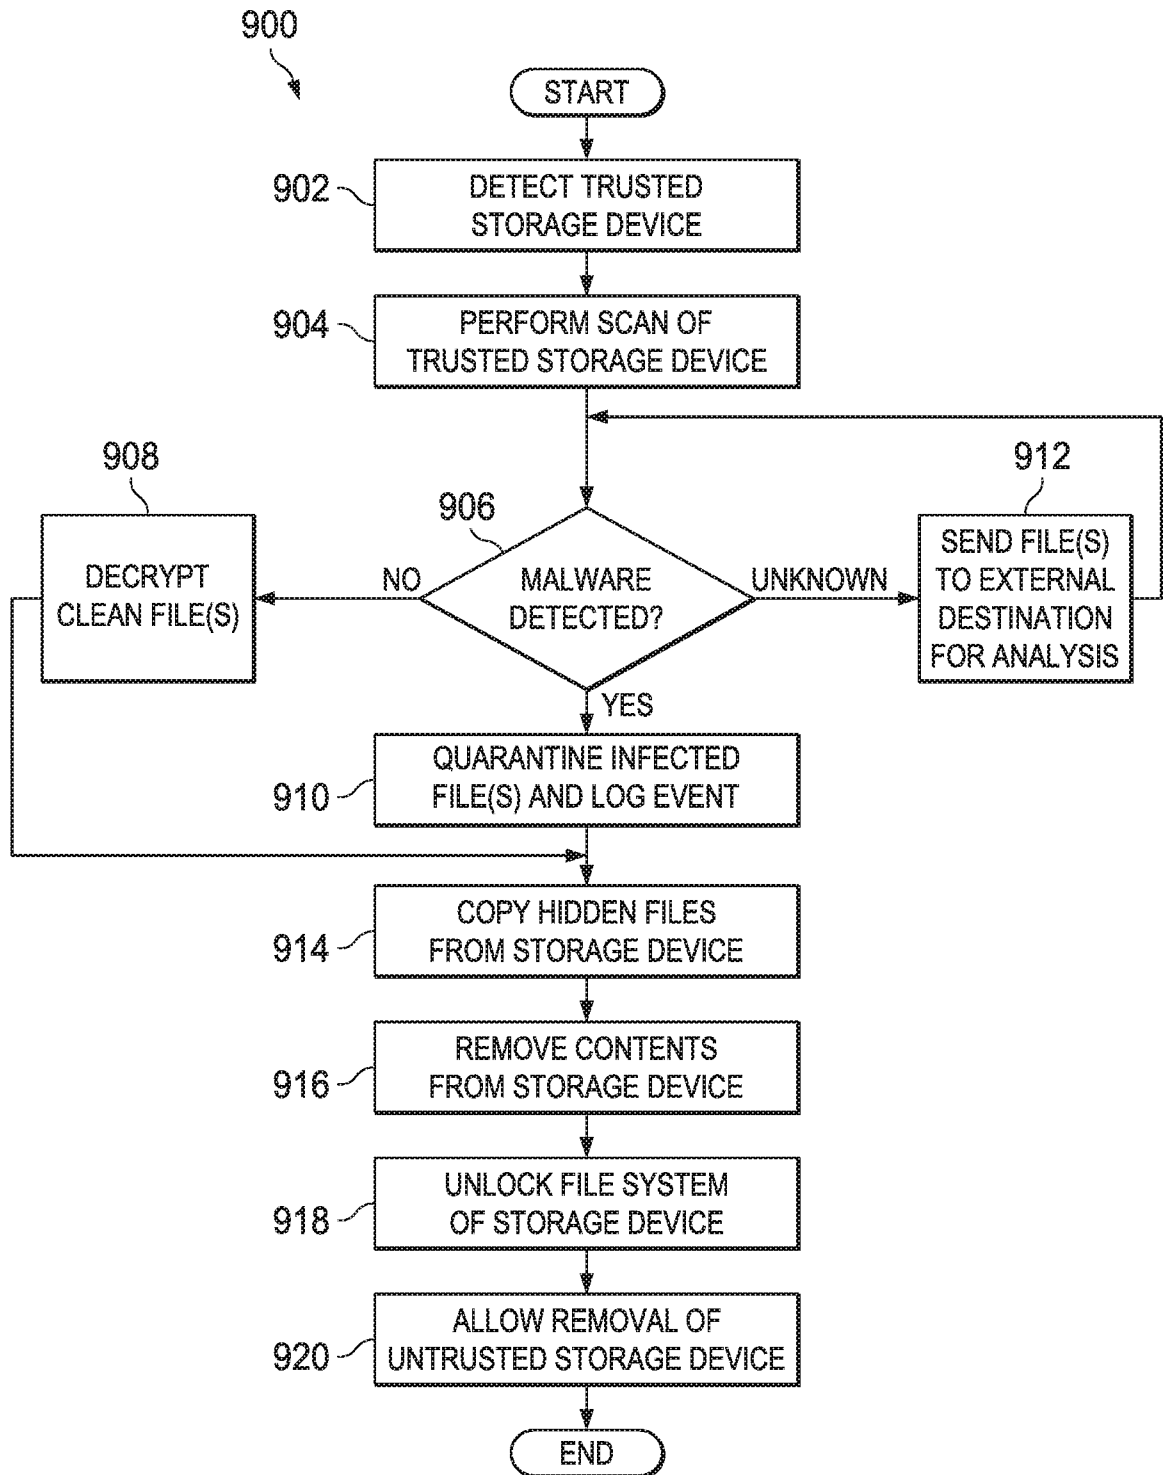 900
START
902
DETECT TRUSTED
STORAGE DEVICE
904
PERFORM SCAN OF
TRUSTED STORAGE DEVICE
908
DECRYPT
CLEAN FILE(S)
906
NO
MALWARE
DETECTED?
UNKNOWN
912
SEND FILE(S)
TO EXTERNAL
DESTINATION
FOR ANALYSIS
YES
910
QUARANTINE INFECTED
FILE(S) AND LOG EVENT
914
COPY HIDDEN FILES
FROM STORAGE DEVICE
916
REMOVE CONTENTS
FROM STORAGE DEVICE
918
UNLOCK FILE SYSTEM
OF STORAGE DEVICE
920
ALLOW REMOVAL OF
UNTRUSTED STORAGE DEVICE
END